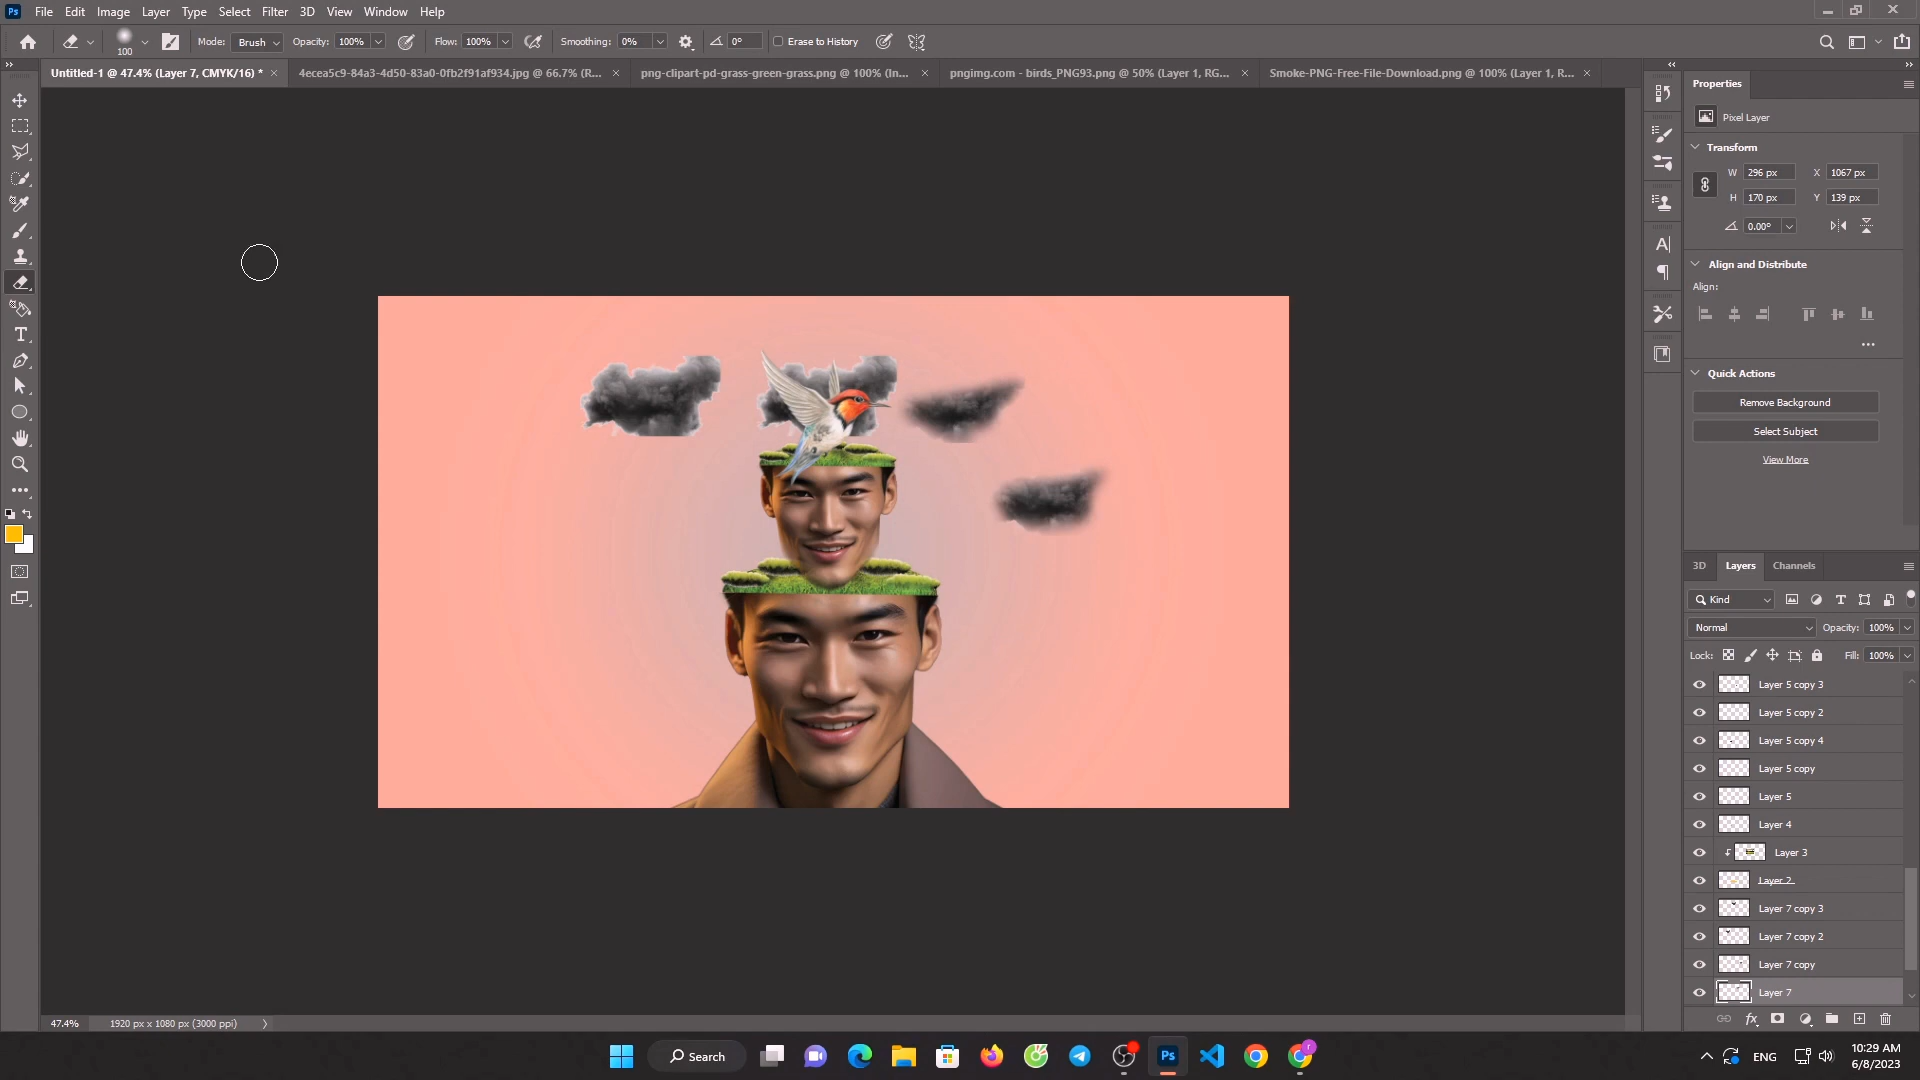 Ps File Edit Image Layer Type Select Filter 3D View Window Help
100 Mode: Brush Opacity: 100% Flow: 100% Smoothing: 0% 0° Erase to History
Untitled-1 @ 47.4% (Layer 7, CMYK/16) * 4ecea5c9-84a3-4d50-83a0-0fb2f91af934.jpg @ 66.7% (R... png-clipart-pd-grass-green-grass.png @ 100% (In... pngimg.com - birds_PNG93.png @ 50% (Layer 1, RG... Smoke-PNG-Free-File-Download.png @ 100% (Layer 1, R...
Properties
Pixel Layer
Transform
W 296 px X 1067 px
H 170 px Y 139 px
0.00°
Align and Distribute
Align:
Quick Actions
Remove Background
Select Subject
View More
3D Layers Channels
Kind
Normal Opacity: 100%
Lock: Fill: 100%
Layer 5 copy 3
Layer 5 copy 2
Layer 5 copy 4
Layer 5 copy
Layer 5
Layer 4
Layer 3
Layer 2
Layer 7 copy 3
Layer 7 copy 2
Layer 7 copy
Layer 7
fx
47.4% 1920 px x 1080 px (3000 ppi)
Search Ps ENG 10:29 AM
6/8/2023